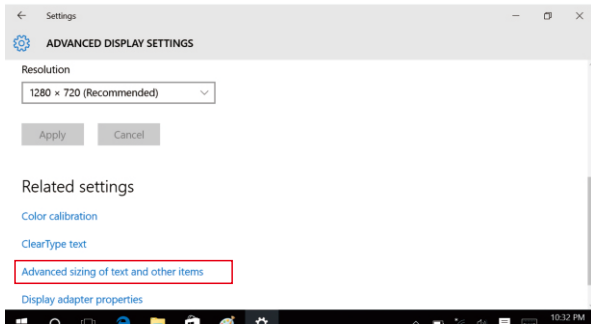 Settings
ADVANCED DISPLAY SETTINGS
Resolution
1280 × 720 (Recommended)
Apply Cancel
Related settings
Color calibration
ClearType text
Advanced sizing of text and other items
Display adapter properties
10:32 PM